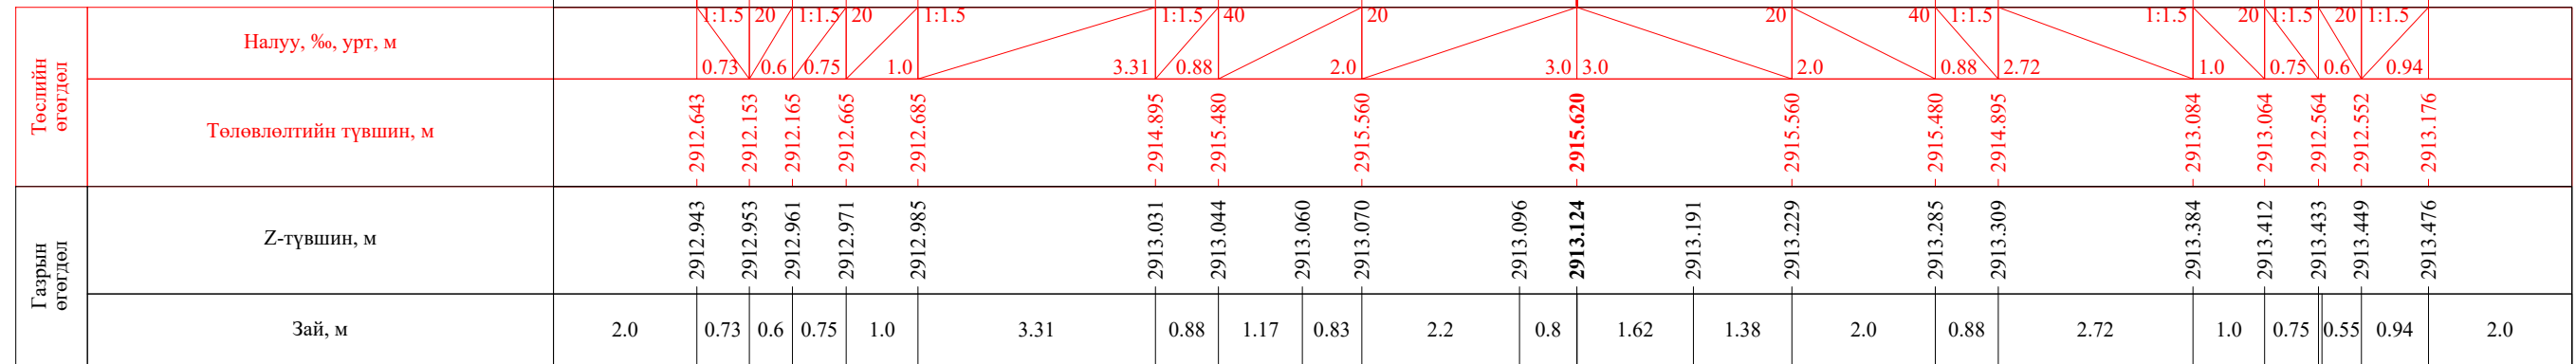 Төслийн өгөгдөл
Налуу, ‰, урт, м
1:1.5 20 1:1.5 20 1:1.5 1:1.5 40 20 20 40 1:1.5 1:1.5 20 1:1.5 20 1:1.5
0.73 0.6 0.75 1.0 3.31 0.88 2.0 3.0 3.0 2.0 0.88 2.72 1.0 0.75 0.6 0.94
Төлөвлөлтийн түвшин, м
2912.643 2912.153 2912.165 2912.665 2912.685 2914.895 2915.480 2915.560 2915.620 2915.560 2915.480 2914.895 2913.084 2913.064 2912.564 2912.552 2913.176
Газрын өгөгдөл
Z-түвшин, м
2912.943 2912.953 2912.961 2912.971 2912.985 2913.031 2913.044 2913.060 2913.070 2913.096 2913.124 2913.191 2913.229 2913.285 2913.309 2913.384 2913.412 2913.433 2913.449 2913.476
Зай, м
2.0 0.73 0.6 0.75 1.0 3.31 0.88 1.17 0.83 2.2 0.8 1.62 1.38 2.0 0.88 2.72 1.0 0.75 0.55 0.94 2.0